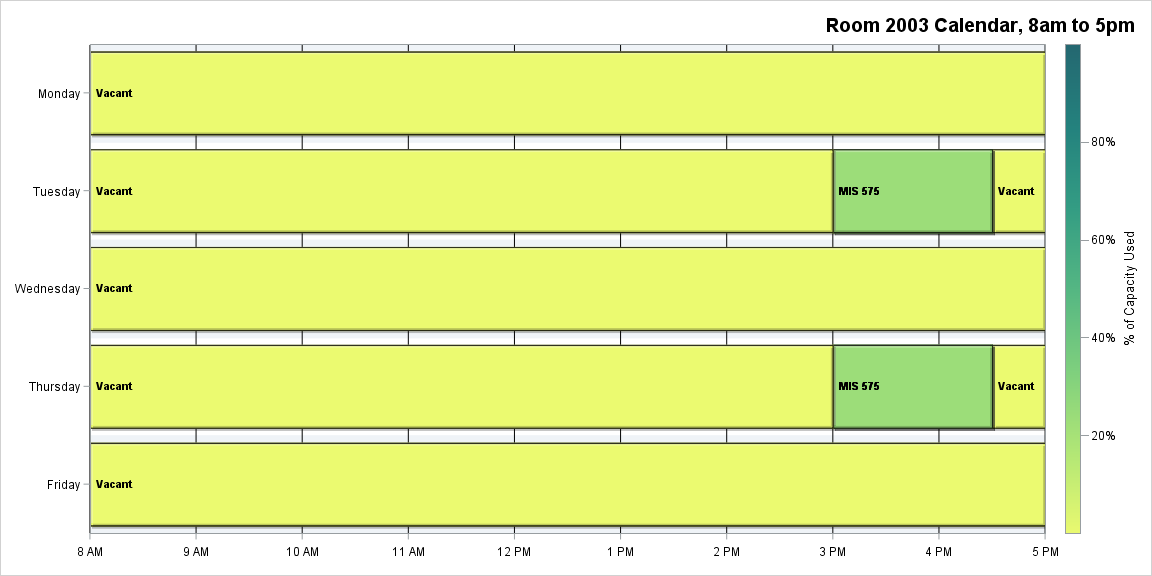 Room 2003 Calendar, 8am to 5pm
Monday Vacant
Tuesday Vacant MIS 575 Vacant
Wednesday Vacant
Thursday Vacant MIS 575 Vacant
Friday Vacant
8 AM 9 AM 10 AM 11 AM 12 PM 1 PM 2 PM 3 PM 4 PM 5 PM
80%
60%
40%
20%
% of Capacity Used